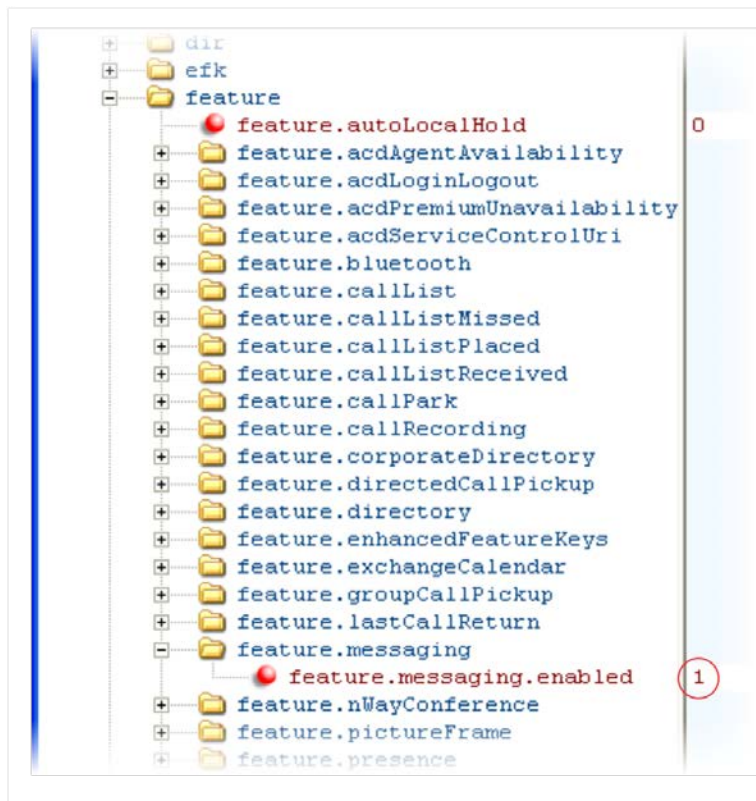 dir
efk
feature
feature.autoLocalHold 0
feature.acdAgentAvailability
feature.acdLoginLogout
feature.acdPremiumUnavailability
feature.acdServiceControlUri
feature.bluetooth
feature.callList
feature.callListMissed
feature.callListPlaced
feature.callListReceived
feature.callPark
feature.callRecording
feature.corporateDirectory
feature.directedCallPickup
feature.directory
feature.enhancedFeatureKeys
feature.exchangeCalendar
feature.groupCallPickup
feature.lastCallReturn
feature.messaging
feature.messaging.enabled 1
feature.nWayConference
feature.pictureFrame
feature.presence